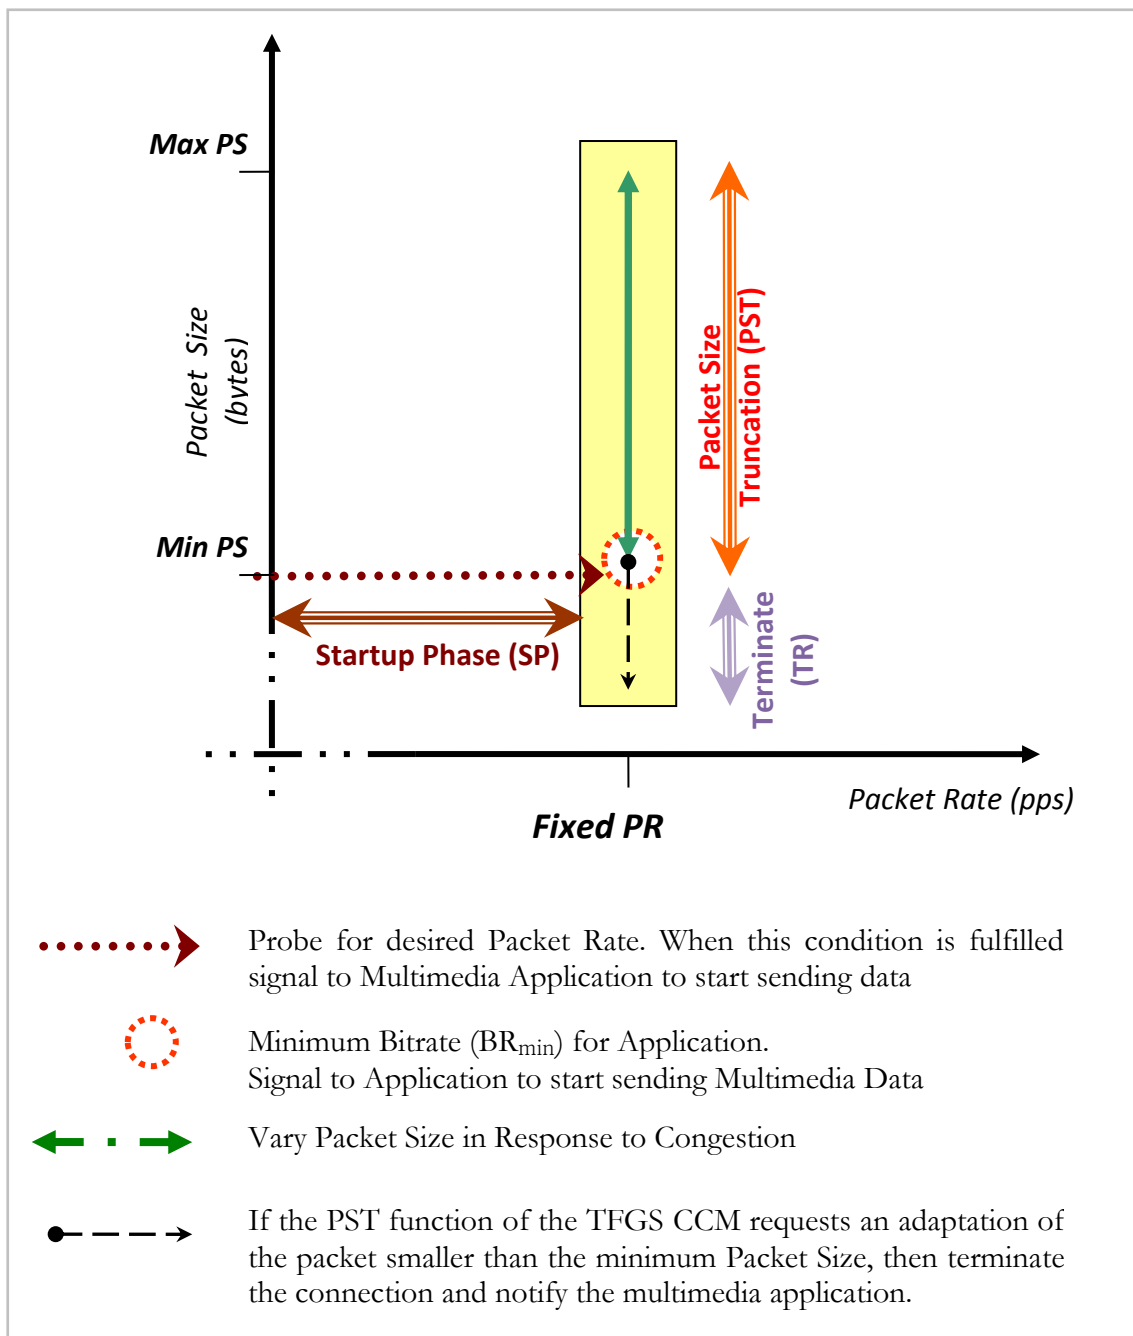 Max PS
Packet Size
(bytes)
Packet Size
Truncation (PST)
Min PS
Startup Phase (SP)
Terminate
(TR)
Packet Rate (pps)
Fixed PR
Probe for desired Packet Rate. When this condition is fulfilled
signal to Multimedia Application to start sending data
Minimum Bitrate (BRmin) for Application.
Signal to Application to start sending Multimedia Data
Vary Packet Size in Response to Congestion
If the PST function of the TFGS CCM requests an adaptation of
the packet smaller than the minimum Packet Size, then terminate
the connection and notify the multimedia application.